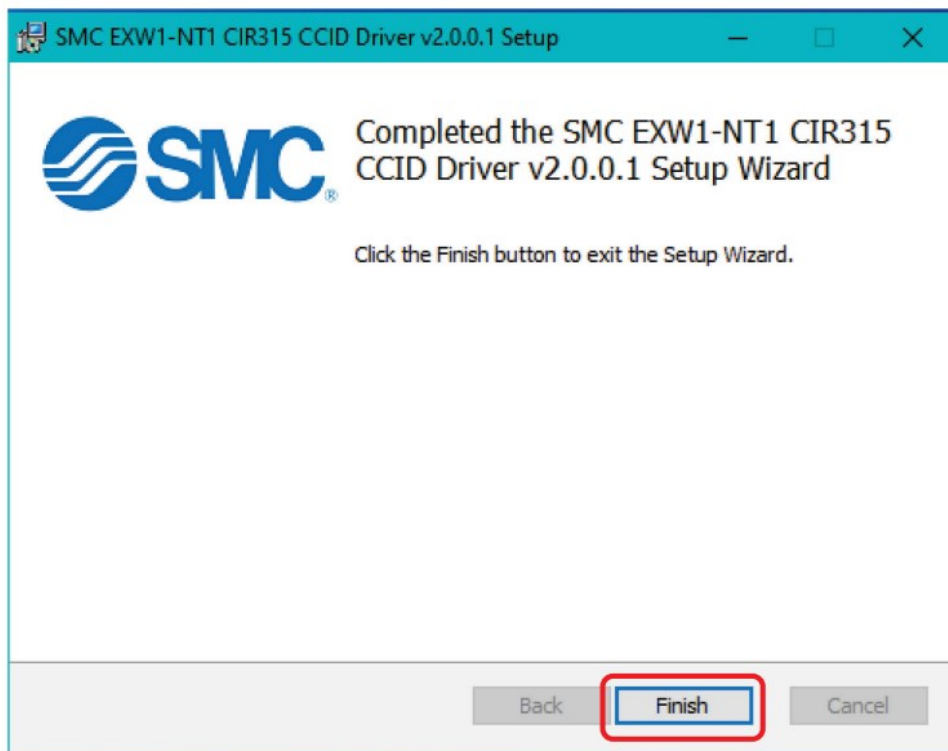 SMC EXW1-NT1 CIR315 CCID Driver v2.0.0.1 Setup
SMC®
Completed the SMC EXW1-NT1 CIR315
CCID Driver v2.0.0.1 Setup Wizard
Click the Finish button to exit the Setup Wizard.
Back
Finish
Cancel